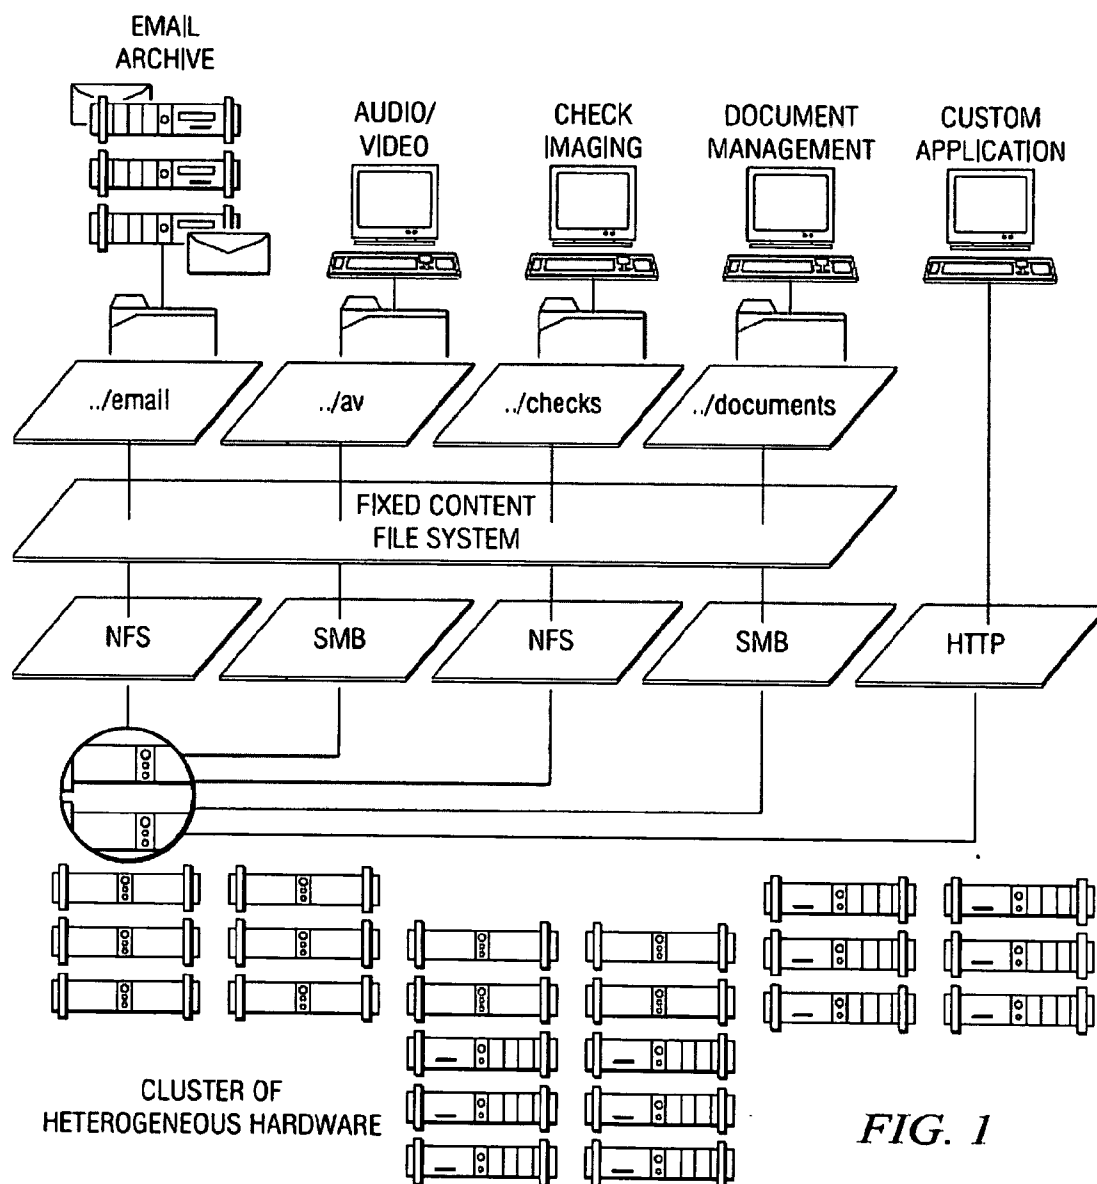 EMAIL
ARCHIVE
AUDIO/
VIDEO
CHECK
IMAGING
DOCUMENT
MANAGEMENT
CUSTOM
APPLICATION
../email
../av
../checks
../documents
FIXED CONTENT
FILE SYSTEM
NFS
SMB
NFS
SMB
HTTP
CLUSTER OF
HETEROGENEOUS HARDWARE
FIG. 1